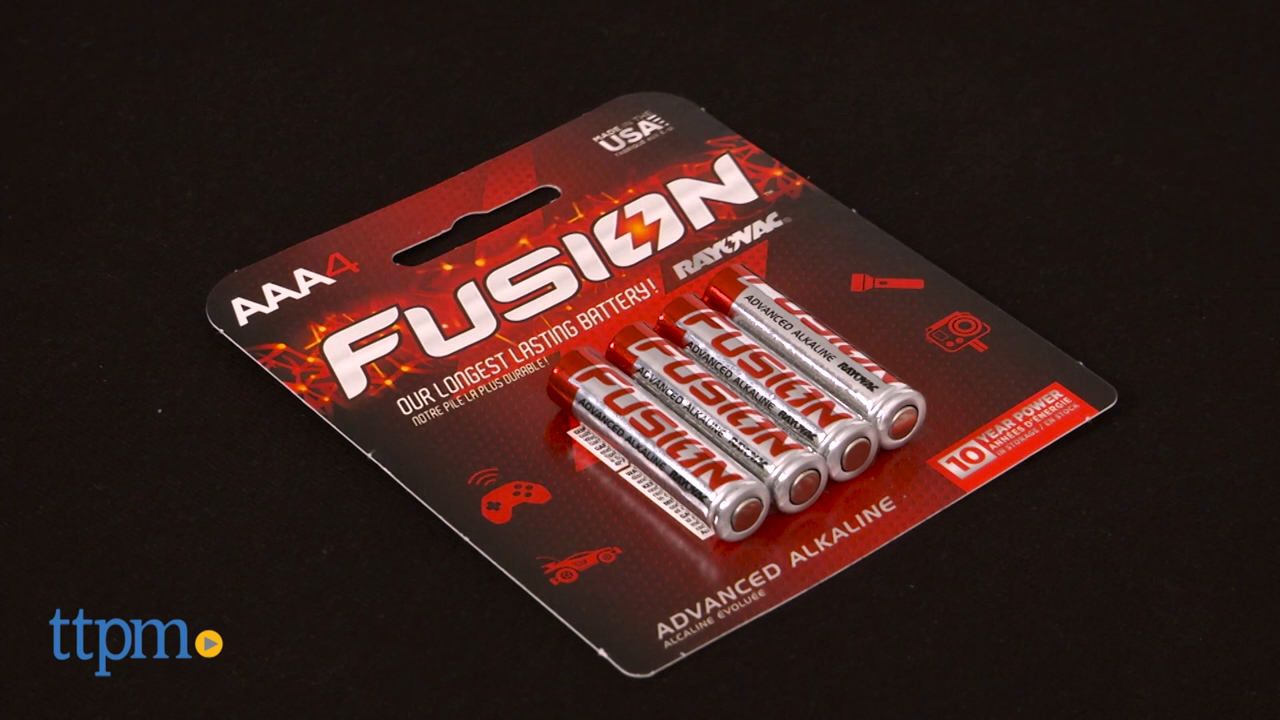 MADE IN THE
USA
AAA4
FUSION
RAYOVAC
OUR LONGEST LASTING BATTERY!
NOTRE PILE LA PLUS DURABLE!
FUSION
ADVANCED ALKALINE RAYOVAC
FUSION
ADVANCED ALKALINE RAYOVAC
FUSION
ADVANCED ALKALINE RAYOVAC
FUSION
ADVANCED ALKALINE RAYOVAC
10 YEAR POWER
ANNÉES D'ÉNERGIE
IN STORAGE / EN STOCK
ADVANCED ALKALINE
ALCALINE ÉVOLUÉE
ttpm